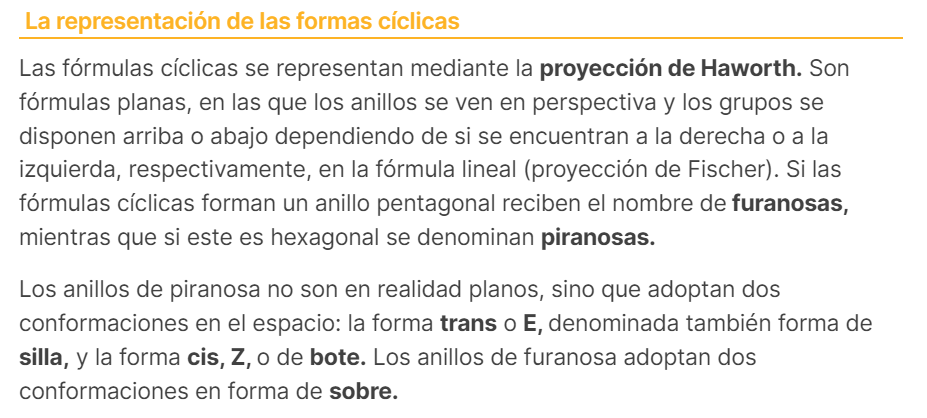 La representación de las formas cíclicas
Las fórmulas cíclicas se representan mediante la proyección de Haworth. Son
fórmulas planas, en las que los anillos se ven en perspectiva y los grupos se
disponen arriba o abajo dependiendo de si se encuentran a la derecha o a la
izquierda, respectivamente, en la fórmula lineal (proyección de Fischer). Si las
fórmulas cíclicas forman un anillo pentagonal reciben el nombre de furanosas,
mientras que si este es hexagonal se denominan piranosas.
Los anillos de piranosa no son en realidad planos, sino que adoptan dos
conformaciones en el espacio: la forma trans o E, denominada también forma de
silla, y la forma cis, Z, o de bote. Los anillos de furanosa adoptan dos
conformaciones en forma de sobre.